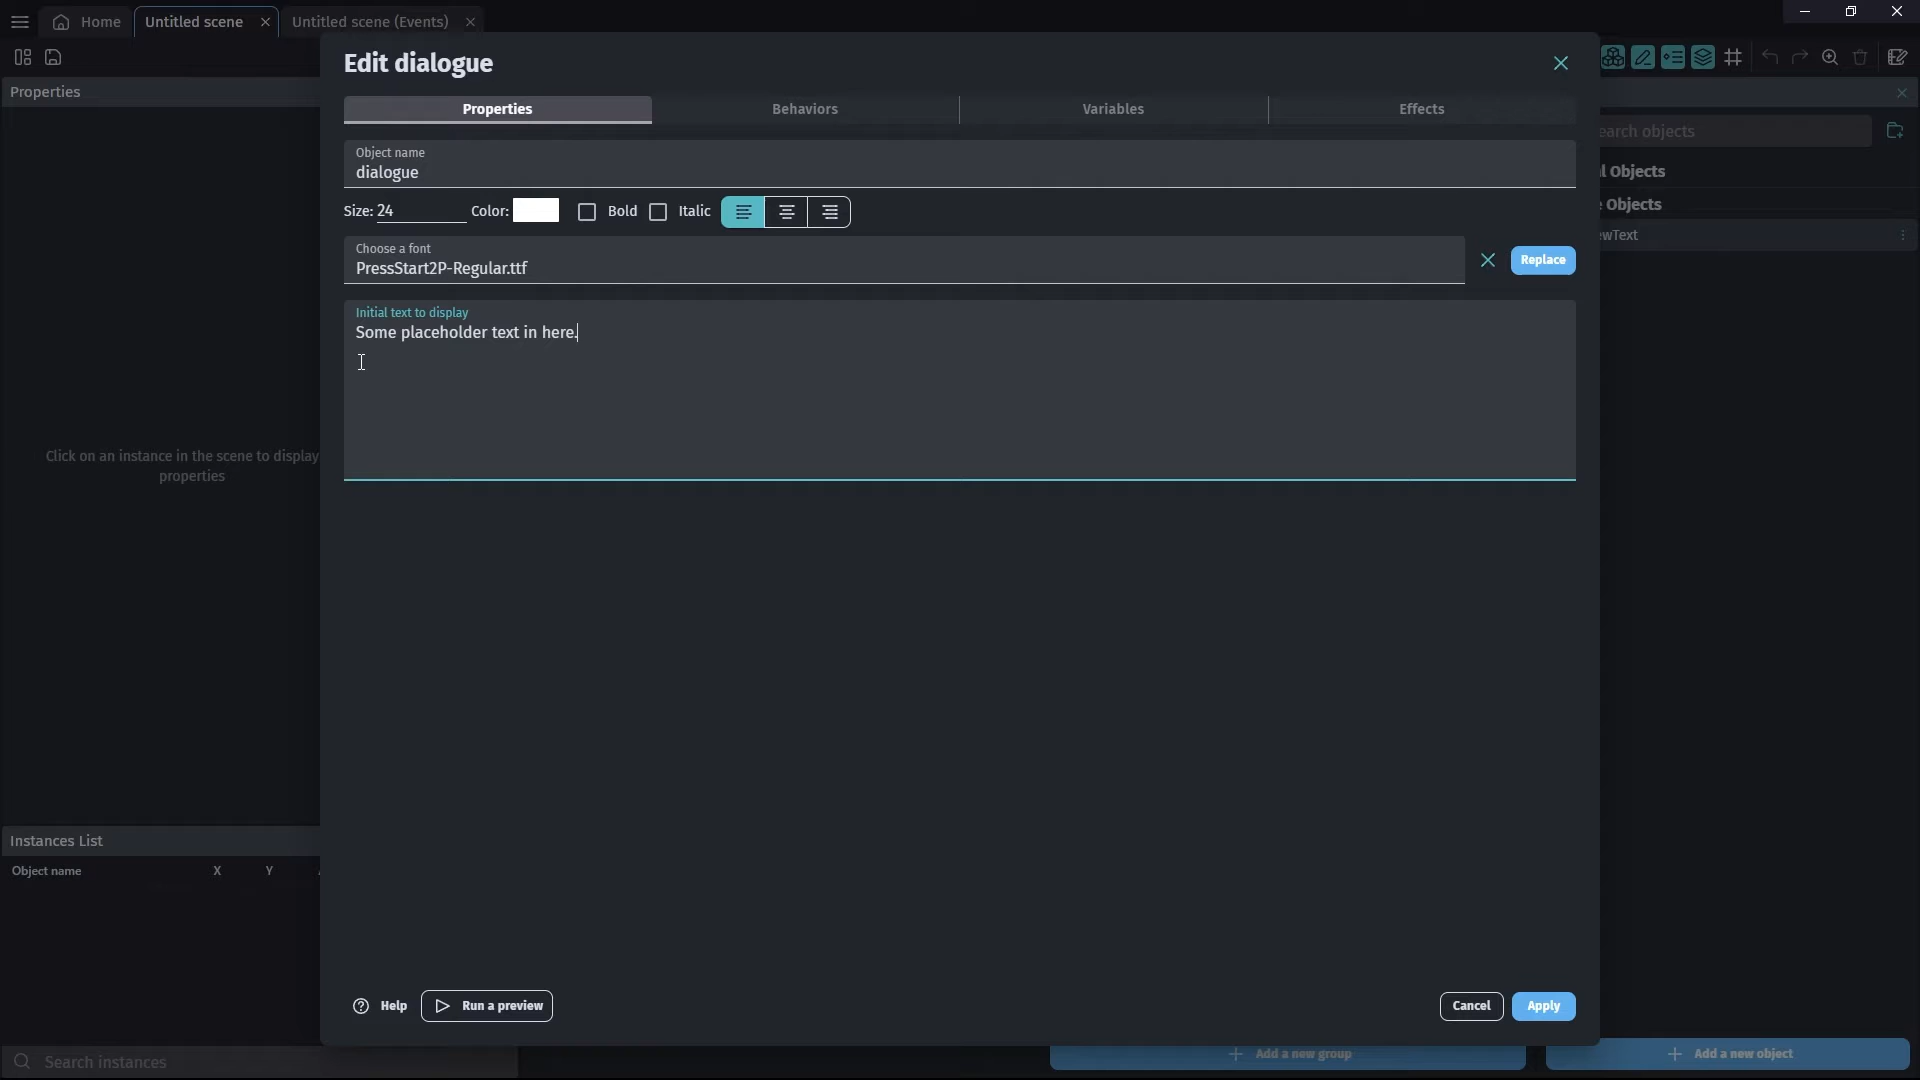 Home
Untitled scene
Untitled scene (Events)
Edit dialogue
Properties
Properties
Behaviors
Variables
Effects
Object name
dialogue
earch objects
l Objects
Size: 24
Color:
Bold
Italic
e Objects
ewText
Choose a font
PressStart2P-Regular.ttf
Replace
Initial text to display
Some placeholder text in here.
Click on an instance in the scene to display
properties
Instances List
Object name
X
Y
Help
Run a preview
Cancel
Apply
Search instances
Add a new group
Add a new object